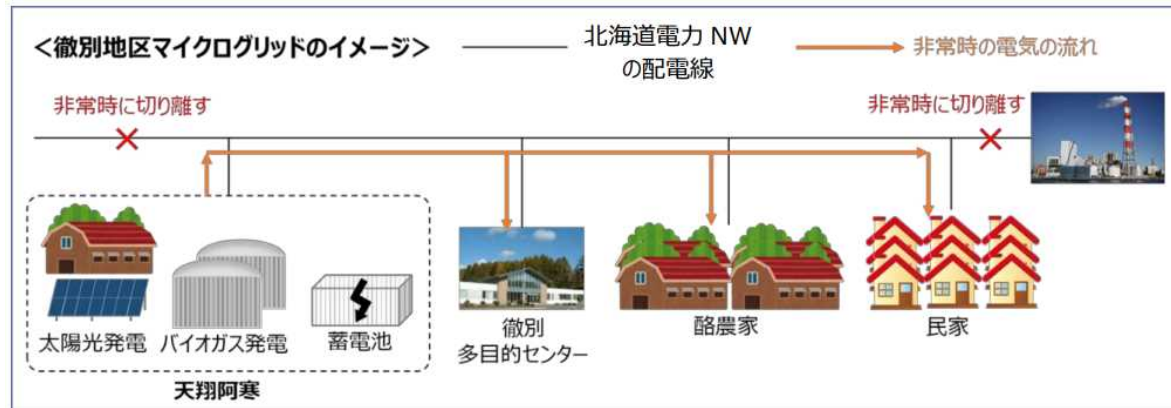 ＜徹別地区マイクログリッドのイメージ＞
北海道電力 NW
の配電線
非常時の電気の流れ
非常時に切り離す
非常時に切り離す
太陽光発電
バイオガス発電
蓄電池
天翔阿寒
徹別
多目的センター
酪農家
民家